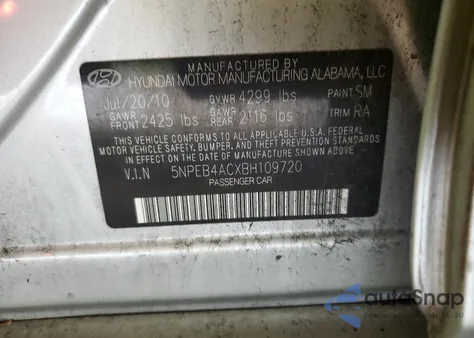 MANUFACTURED BY
HYUNDAI MOTOR MANUFACTURING ALABAMA, LLC
Jul/20/10 GVWR 4299 lbs PAINT SM
GAWR FRONT 2425 lbs GAWR REAR 2116 lbs TRIM RA
THIS VEHICLE CONFORMS TO ALL APPLICABLE U.S.A FEDERAL
MOTOR VEHICLE SAFETY, BUMPER, AND THEFT PREVENTION STANDARDS
IN EFFECT ON THE DATE OF MANUFACTURE SHOWN ABOVE.
V.I.N 5NPEB4ACXBH109720
PASSENGER CAR
autoSnap